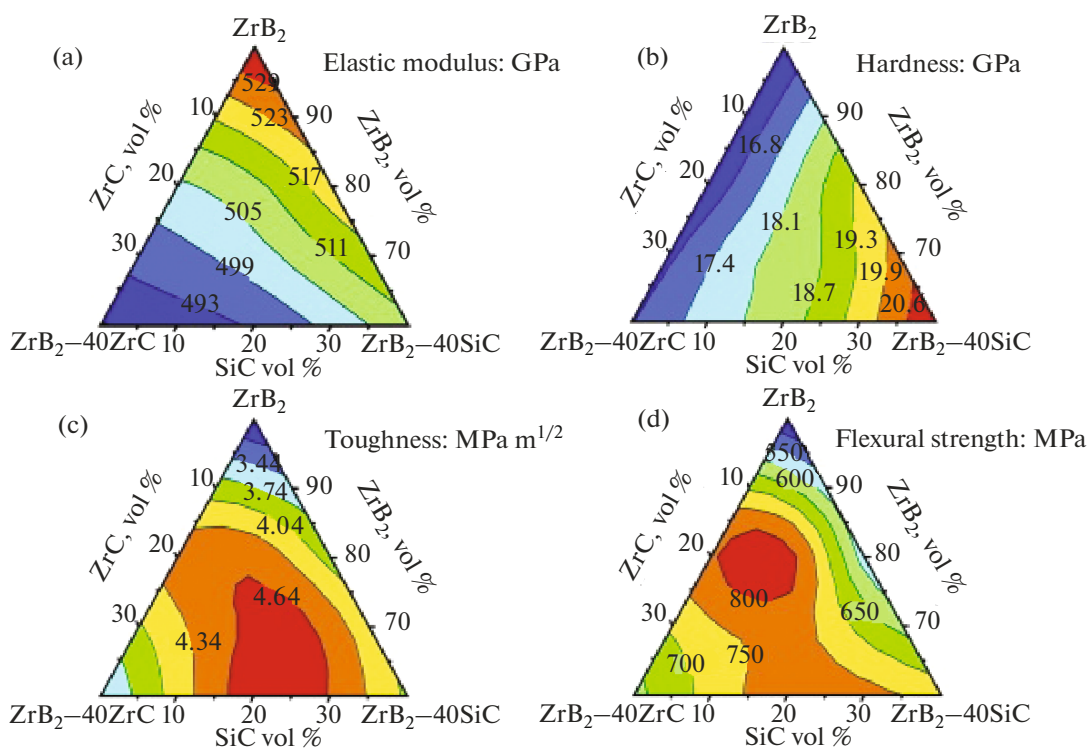 (a)
ZrB2
Elastic modulus: GPa
529
523
517
511
505
499
493
ZrC, vol %
10
20
30
ZrB2, vol %
90
80
70
ZrB2−40ZrC 10 20 30 ZrB2−40SiC
SiC vol %
(b)
ZrB2
Hardness: GPa
16.8
17.4
18.1
18.7
19.3
19.9
20.6
ZrC, vol %
10
20
30
ZrB2, vol %
90
80
70
ZrB2−40ZrC 10 20 30 ZrB2−40SiC
SiC vol %
(c)
ZrB2
Toughness: MPa m1/2
3.44
3.74
4.04
4.64
4.34
ZrC, vol %
10
20
30
ZrB2, vol %
90
80
70
ZrB2−40ZrC 10 20 30 ZrB2−40SiC
SiC vol %
(d)
ZrB2
Flexural strength: MPa
550
600
800
650
750
700
ZrC, vol %
10
20
30
ZrB2, vol %
90
80
70
ZrB2−40ZrC 10 20 30 ZrB2−40SiC
SiC vol %